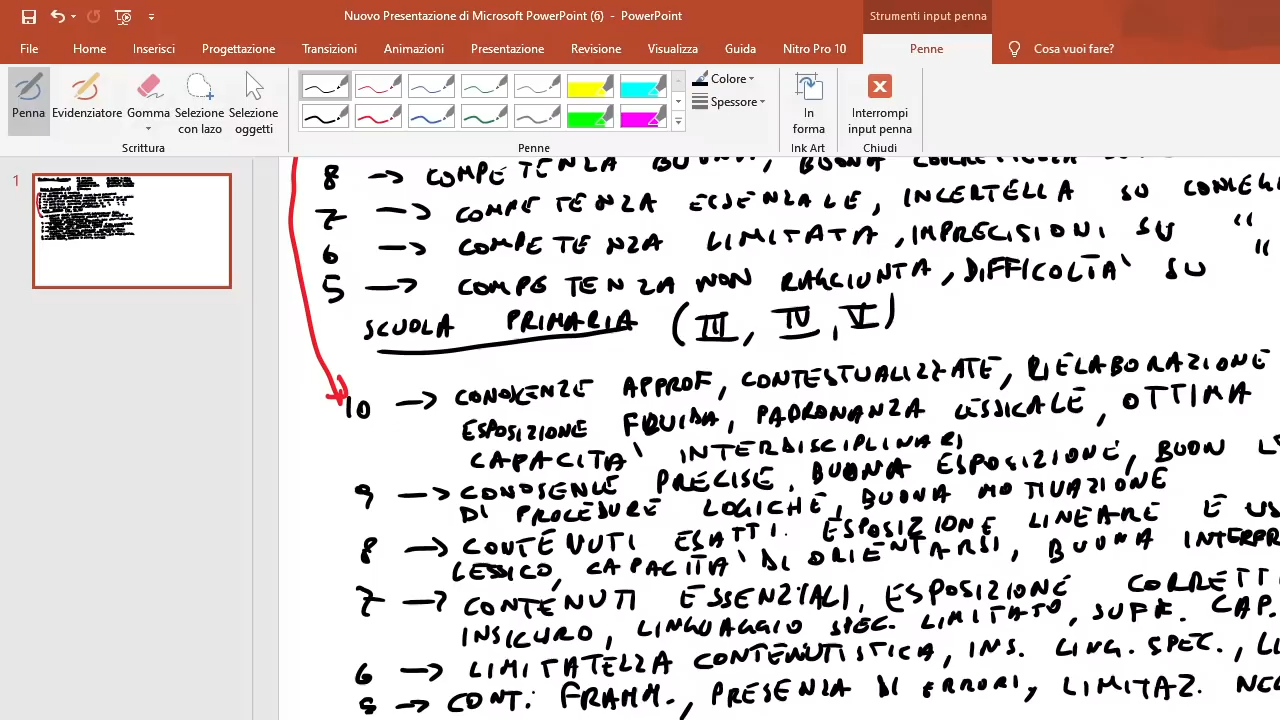 Nuovo Presentazione di Microsoft PowerPoint (6) - PowerPoint
Strumenti input penna
File Home Inserisci Progettazione Transizioni Animazioni Presentazione Revisione Visualizza Guida Nitro Pro 10 Penne Cosa vuoi fare?
Penna Evidenziatore Gomma Selezione con lazo Selezione oggetti
Colore
Spessore
In forma
Interrompi input penna
Scrittura Penne Ink Art Chiudi
1
8 → COMPETENZA BUONA, BUONA
7 → COMPETENZA ESSENZALE, INCERTEZZA SU
6 → COMPETENZA LIMITATA, IMPRECISIONI SU "
5 → COMPETENZA NON RAGGIUNTA, DIFFICOLTA' SU "
SCUOLA PRIMARIA (III, IV, V)
10 → CONOSCENZE APPROF, CONTESTUALIZZATE, RIELABORAZIONE
ESPOSIZIONE FLUIDA, PADRONANZA LESSICALE, OTTIMA
CAPACITA' INTERDISCIPLINARI
9 → CONOSENZE PRECISE, BUONA ESPOSIZIONE, BUON
DI PROCEDURE LOGICHE, BUONA MOTIVAZIONE
8 → CONTENUTI ESATTI. ESPOSIZIONE LINEARE E
LESSICO, CAPACITA' DI ORIENTARSI, BUONA INTERPR
7 → CONTENUTI ESSENZIALI, ESPOSIZIONE CORRETT
INSICURO, LINGUAGGIO SPEC. LIMITATO, SUFF. CAP.
6 → LIMITATEZZA CONTENUTISTICA, INS. LING. SPEC., LI
5 → CONT. FRAMM., PRESENZA DI ERRORI, LIMITAZ. NEL